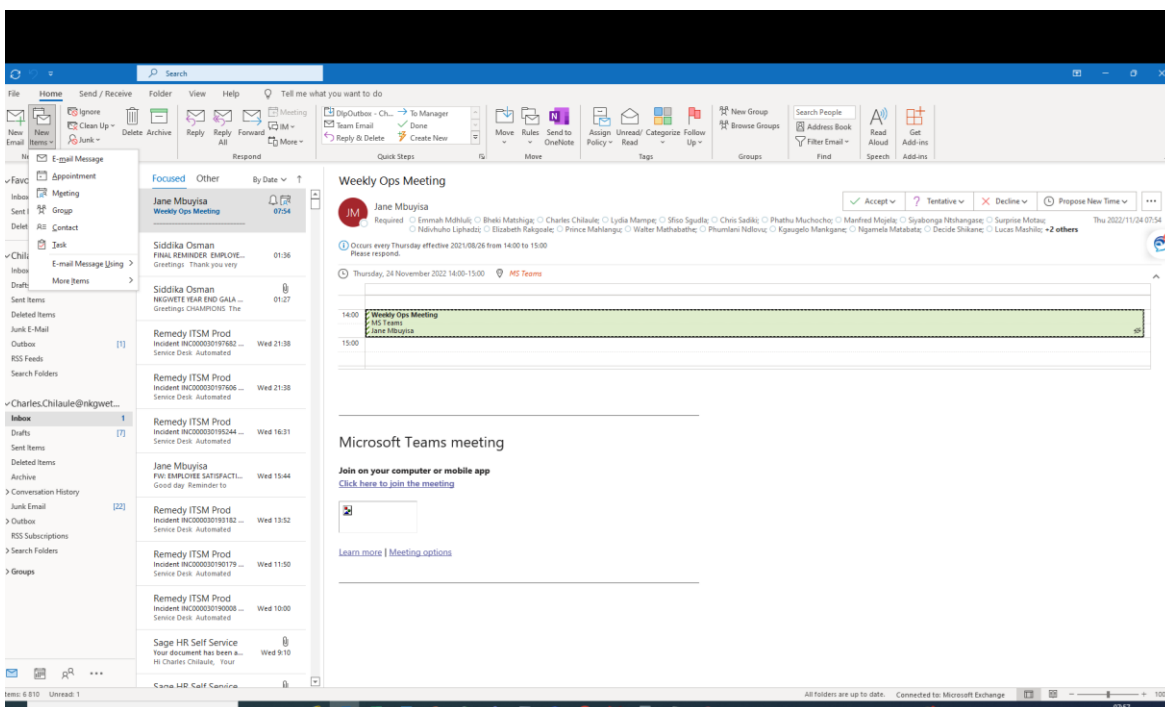 Search
File Home Send / Receive Folder View Help Tell me what you want to do
New Email
New Items
Ignore
Clean Up
Junk
Delete Archive
Reply Reply All Forward
Meeting
IM
More
Respond
DlpOutbox - Ch...
Team Email
Reply & Delete
To Manager
Done
Create New
Quick Steps
Move Rules Send to OneNote
Move
Assign Policy Unread/ Read Categorize Follow Up
Tags
New Group
Browse Groups
Groups
Search People
Address Book
Filter Email
Find
Read Aloud
Speech
Get Add-ins
Add-ins
E-mail Message
Appointment
Meeting
Group
Contact
Task
E-mail Message Using
More Items
Sent Items
Deleted Items
Junk E-Mail
Outbox [1]
RSS Feeds
Search Folders
Charles.Chilaule@nkgwet...
Inbox 1
Drafts [7]
Sent Items
Deleted Items
Archive
Conversation History
Junk Email [22]
Outbox
RSS Subscriptions
Search Folders
Groups
Items: 6 810 Unread: 1
Focused Other By Date
Jane Mbuyisa
Weekly Ops Meeting 07:54
Siddika Osman
FINAL REMINDER EMPLOYE... 01:36
Greetings Thank you very
Siddika Osman
NKGWETE YEAR END GALA ... 01:27
Greetings CHAMPIONS The
Remedy ITSM Prod
Incident INC000030197682 ... Wed 21:38
Service Desk Automated
Remedy ITSM Prod
Incident INC000030197606 ... Wed 21:38
Service Desk Automated
Remedy ITSM Prod
Incident INC000030195244 ... Wed 16:31
Service Desk Automated
Jane Mbuyisa
FW: EMPLOYEE SATISFACTI... Wed 15:44
Good day Reminder to
Remedy ITSM Prod
Incident INC000030193182 ... Wed 13:52
Service Desk Automated
Remedy ITSM Prod
Incident INC000030190179 ... Wed 11:50
Service Desk Automated
Remedy ITSM Prod
Incident INC000030190008 ... Wed 10:00
Service Desk Automated
Sage HR Self Service
Your document has been a... Wed 9:10
Hi Charles Chilaule, Your
Sage HR Self Service
Weekly Ops Meeting
JM
Jane Mbuyisa
Accept Tentative Decline Propose New Time ...
Required Emmah Mdhluli; Bheki Matshiga; Charles Chilaule; Lydia Mampe; Sfiso Sgudla; Chris Sadiki; Phathu Muchocho; Manfred Mojela; Siyabonga Ntshangase; Surprise Motau; Thu 2022/11/24 07:54
Ndivhuho Liphadzi; Elizabeth Rakgoale; Prince Mahlangu; Walter Mathabathe; Phumlani Ndlovu; Kgaugelo Mankgane; Ngamela Matabata; Decide Shikane; Lucas Mashilo; +2 others
Occurs every Thursday effective 2021/08/26 from 14:00 to 15:00
Please respond.
Thursday, 24 November 2022 14:00-15:00 MS Teams
14:00 Weekly Ops Meeting
MS Teams
Jane Mbuyisa
15:00
Microsoft Teams meeting
Join on your computer or mobile app
Click here to join the meeting
Learn more | Meeting options
All folders are up to date. Connected to: Microsoft Exchange